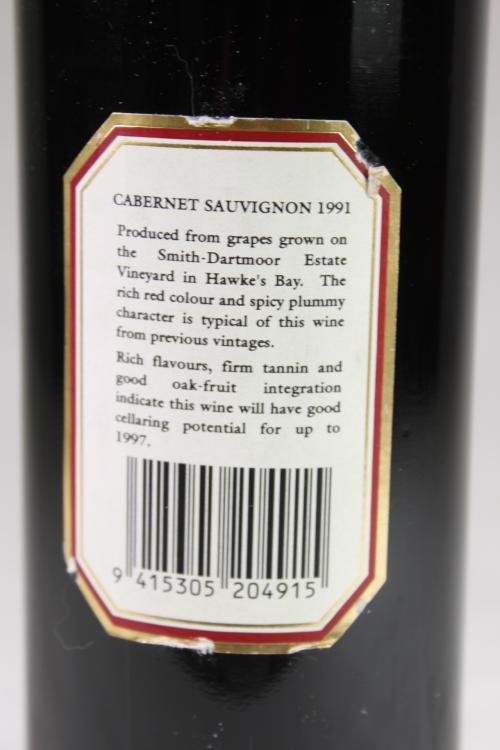 CABERNET SAUVIGNON 1991
Produced from grapes grown on
the Smith-Dartmoor Estate
Vineyard in Hawke's Bay. The
rich red colour and spicy plummy
character is typical of this wine
from previous vintages.
Rich flavours, firm tannin and
good oak-fruit integration
indicate this wine will have good
cellaring potential for up to
1997.
9 415305 204915